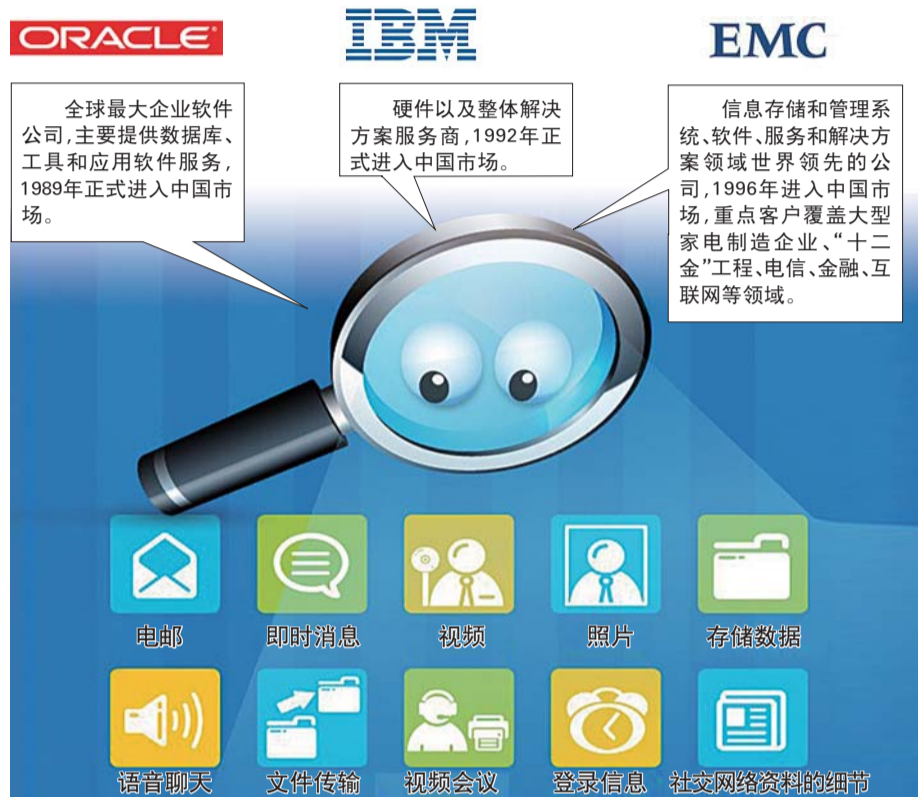 ORACLE
IBM
EMC
全球最大企业软件
公司,主要提供数据库、
工具和应用软件服务,
1989年正式进入中国市
场。
硬件以及整体解决
方案服务商,1992年正
式进入中国市场。
信息存储和管理系
统、软件、服务和解决方
案领域世界领先的公
司,1996年进入中国市
场,重点客户覆盖大型
家电制造企业、“十二
金”工程、电信、金融、互
联网等领域。
电邮
即时消息
视频
照片
存储数据
语音聊天
文件传输
视频会议
登录信息
社交网络资料的细节